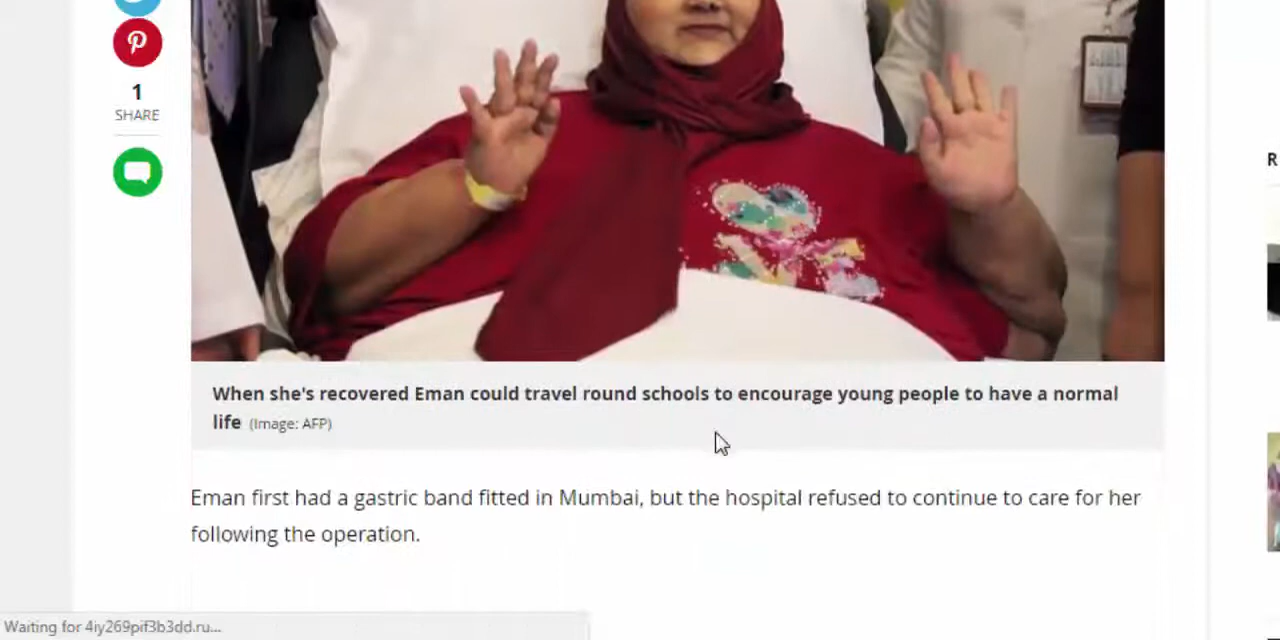 1
SHARE
R
When she's recovered Eman could travel round schools to encourage young people to have a normal
life (Image: AFP)
Eman first had a gastric band fitted in Mumbai, but the hospital refused to continue to care for her
following the operation.
Waiting for 4iy269pif3b3dd.ru...